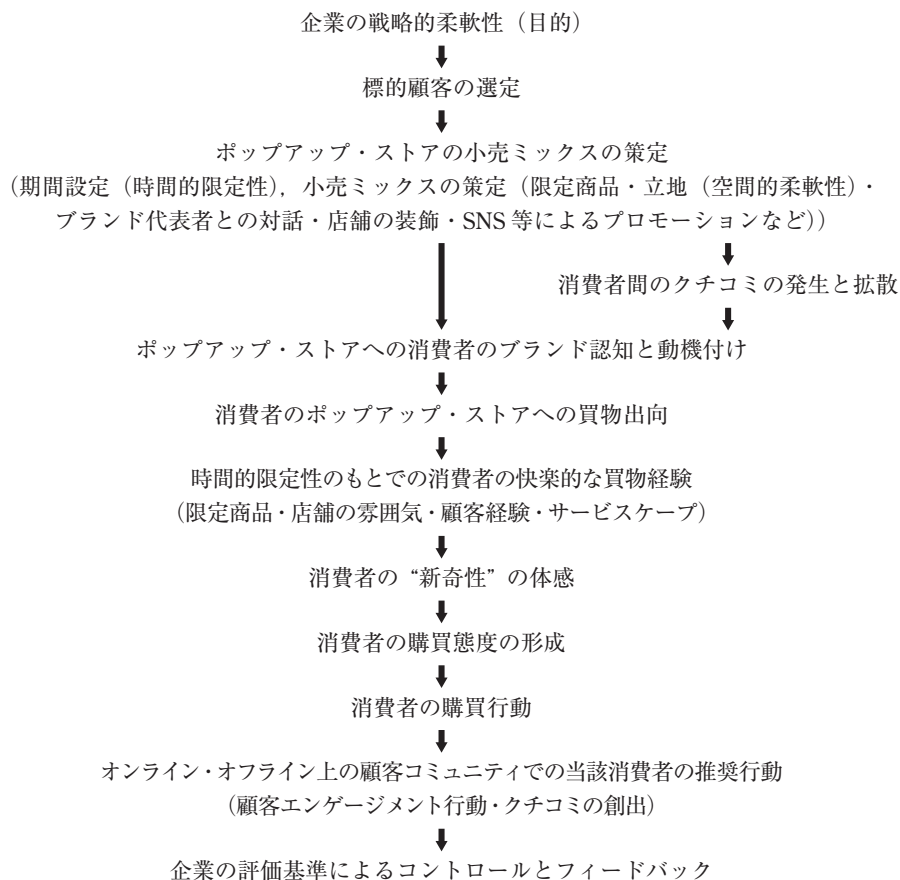 企業の戦略的柔軟性（目的）
標的顧客の選定
ポップアップ・ストアの小売ミックスの策定
（期間設定（時間的限定性），小売ミックスの策定（限定商品・立地（空間的柔軟性）・
ブランド代表者との対話・店舗の装飾・SNS 等によるプロモーションなど））
消費者間のクチコミの発生と拡散
ポップアップ・ストアへの消費者のブランド認知と動機付け
消費者のポップアップ・ストアへの買物出向
時間的限定性のもとでの消費者の快楽的な買物経験
（限定商品・店舗の雰囲気・顧客経験・サービスケープ）
消費者の“新奇性”の体感
消費者の購買態度の形成
消費者の購買行動
オンライン・オフライン上の顧客コミュニティでの当該消費者の推奨行動
（顧客エンゲージメント行動・クチコミの創出）
企業の評価基準によるコントロールとフィードバック